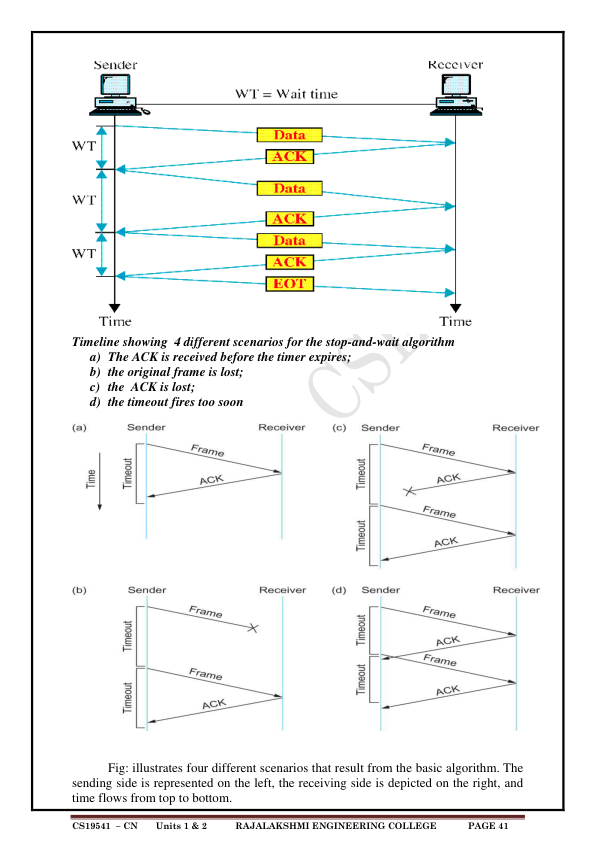 Sender Receiver
WT = Wait time
Data
WT
ACK
Data
WT
ACK
Data
WT
ACK
EOT
Time Time
Timeline showing 4 different scenarios for the stop-and-wait algorithm
a) The ACK is received before the timer expires;
b) the original frame is lost;
c) the ACK is lost;
d) the timeout fires too soon
CSE
(a) Sender Receiver
Time
Timeout
Frame
ACK
(c) Sender Receiver
Timeout
Frame
ACK
Timeout
Frame
ACK
(b) Sender Receiver
Timeout
Frame
Timeout
Frame
ACK
(d) Sender Receiver
Timeout
Frame
ACK
Timeout
Frame
ACK
Fig: illustrates four different scenarios that result from the basic algorithm. The
sending side is represented on the left, the receiving side is depicted on the right, and
time flows from top to bottom.
CS19541 – CN Units 1 & 2 RAJALAKSHMI ENGINEERING COLLEGE PAGE 41